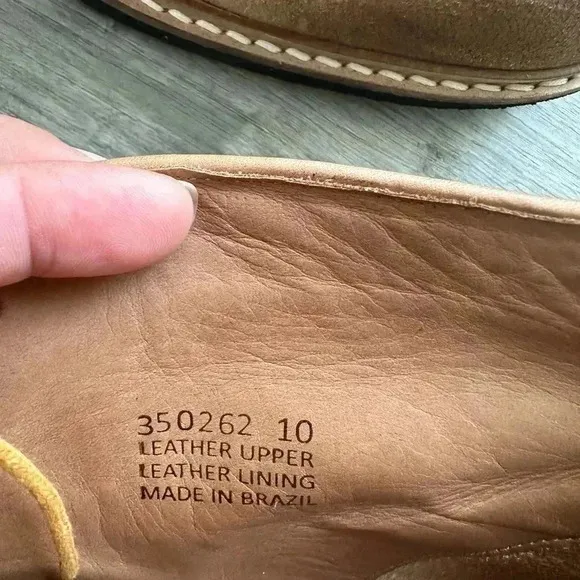 350262 10
LEATHER UPPER
LEATHER LINING
MADE IN BRAZIL